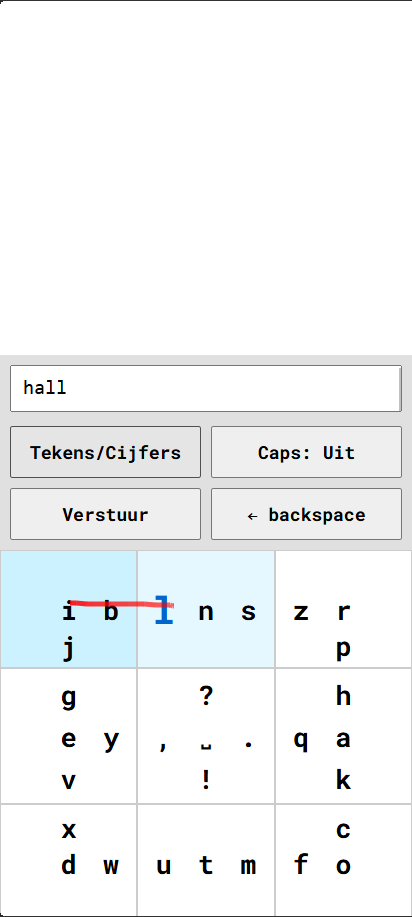 hall
Tekens/Cijfers Caps: Uit
Verstuur ← backspace
i b l n s z r
j p
g ? h
e y , ␣ . q a
v ! k
x c
d w u t m f o